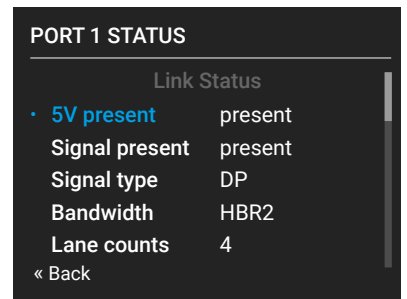 PORT 1 STATUS
Link Status
• 5V present present
Signal present present
Signal type DP
Bandwidth HBR2
Lane counts 4
« Back